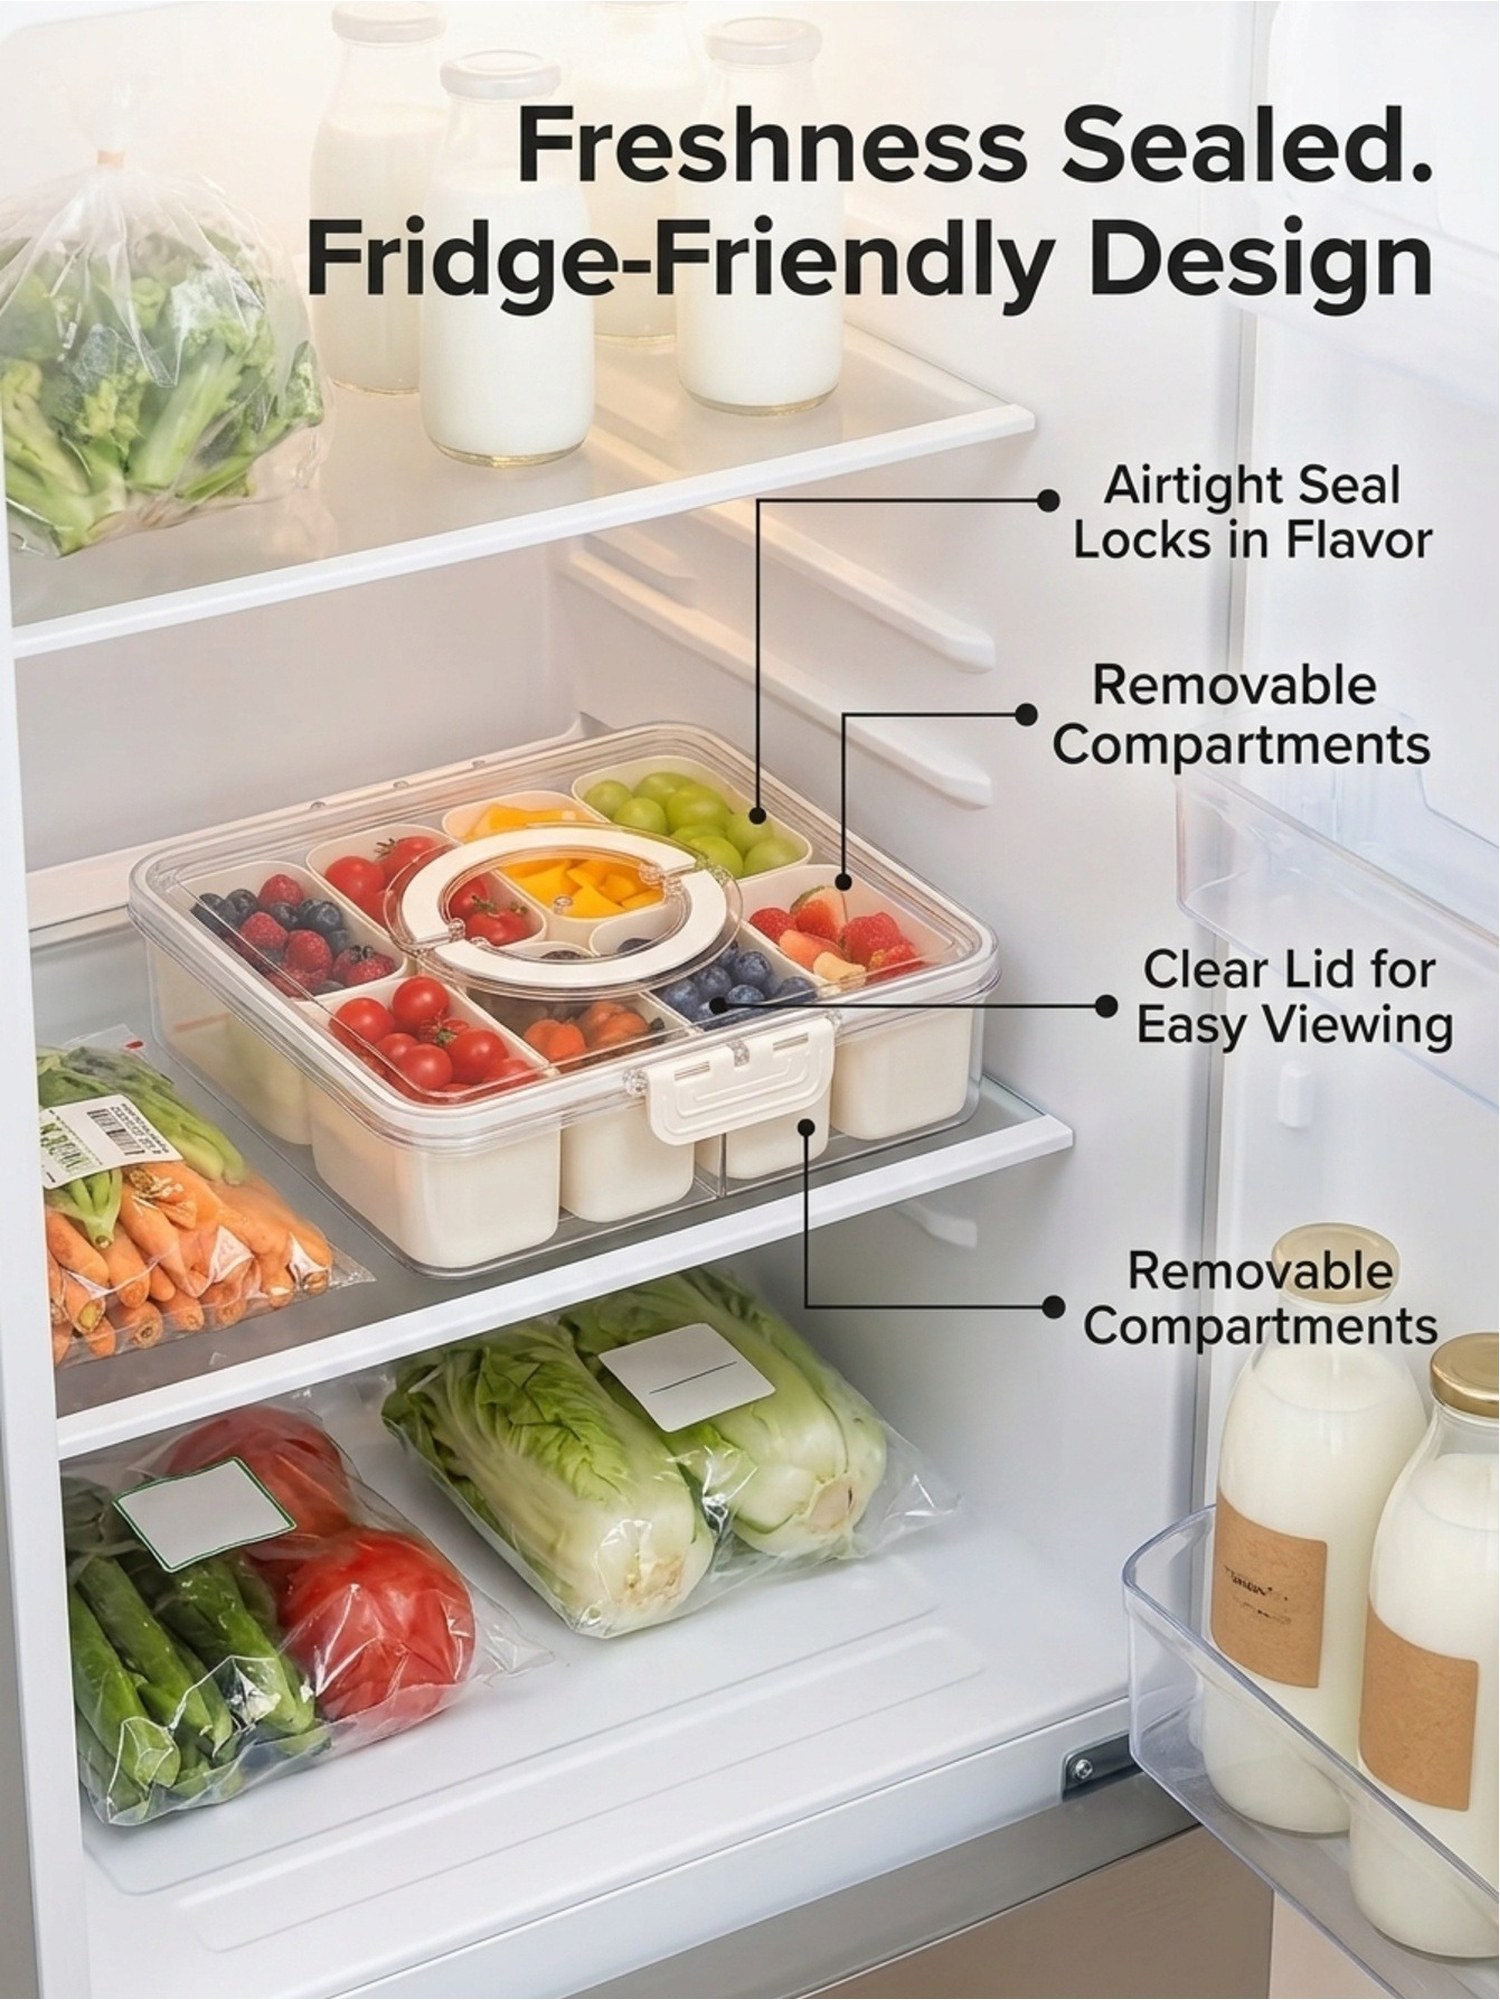 Freshness Sealed.
Fridge-Friendly Design
Airtight Seal
Locks in Flavor
Removable
Compartments
Clear Lid for
Easy Viewing
Removable
Compartments